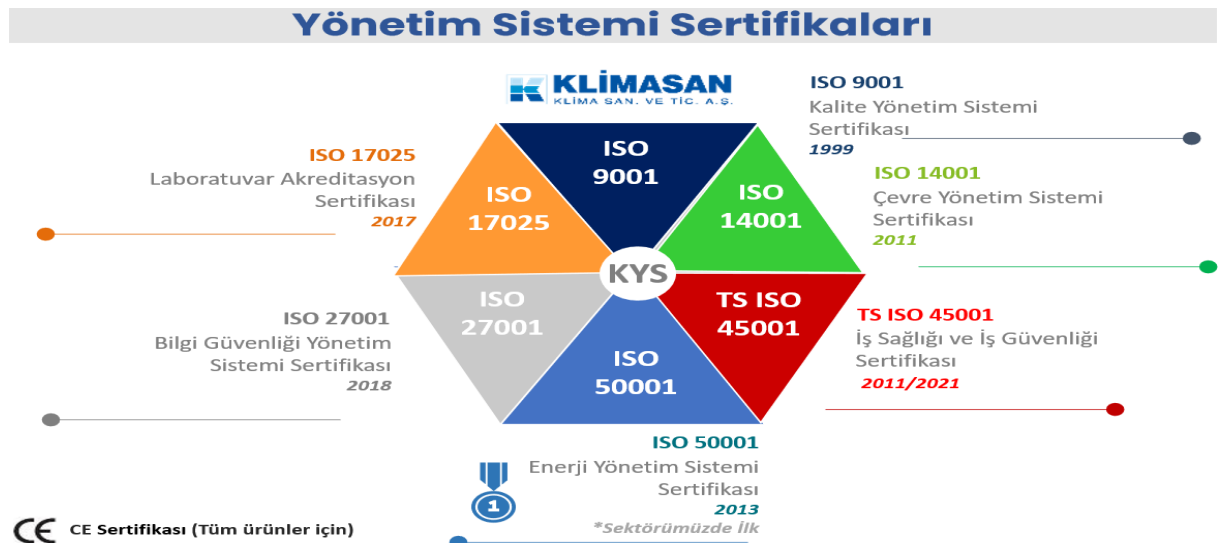 Yönetim Sistemi Sertifikaları
KLİMASAN
KLİMA SAN. VE TİC. A.Ş.
ISO 9001
Kalite Yönetim Sistemi
Sertifikası
1999
ISO 14001
Çevre Yönetim Sistemi
Sertifikası
2011
TS ISO 45001
İş Sağlığı ve İş Güvenliği
Sertifikası
2011/2021
ISO 50001
Enerji Yönetim Sistemi
Sertifikası
2013
*Sektörümüzde İlk
1
ISO 27001
Bilgi Güvenliği Yönetim
Sistemi Sertifikası
2018
ISO 17025
Laboratuvar Akreditasyon
Sertifikası
2017
ISO
9001
ISO
14001
TS ISO
45001
ISO
50001
ISO
27001
ISO
17025
KYS
CE CE Sertifikası (Tüm ürünler için)